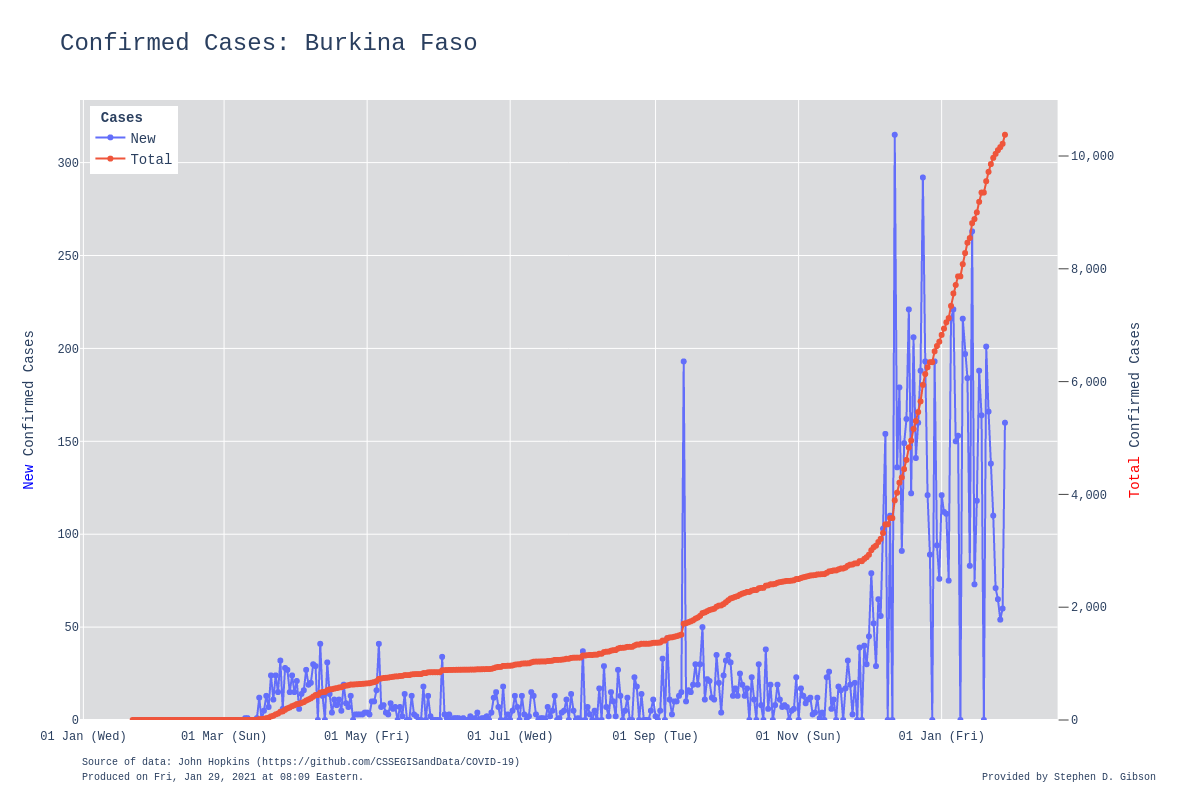 Confirmed Cases: Burkina Faso
Cases
New
Total
300
250
200
150
100
50
0
10,000
8,000
6,000
4,000
2,000
0
New Confirmed Cases
Total Confirmed Cases
01 Jan (Wed)
01 Mar (Sun)
01 May (Fri)
01 Jul (Wed)
01 Sep (Tue)
01 Nov (Sun)
01 Jan (Fri)
Source of data: John Hopkins (https://github.com/CSSEGISandData/COVID-19)
Produced on Fri, Jan 29, 2021 at 08:09 Eastern.
Provided by Stephen D. Gibson